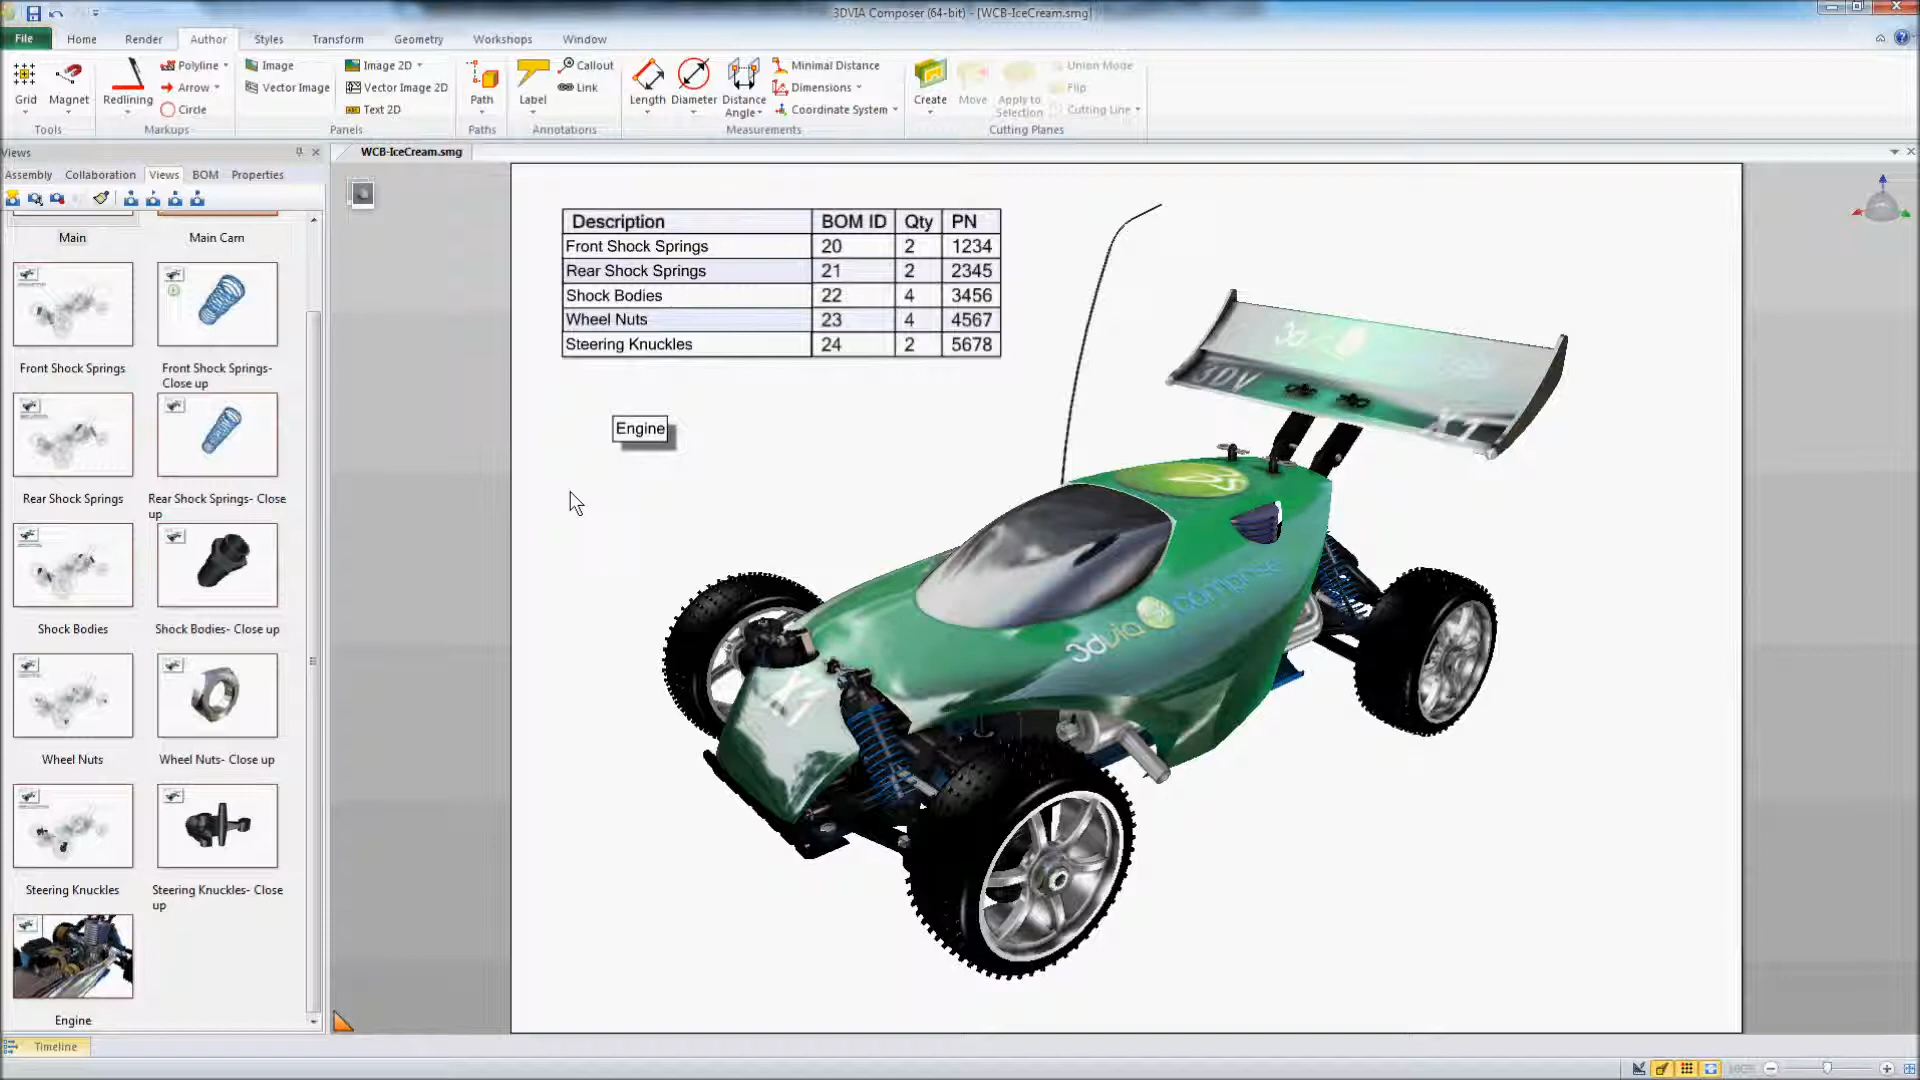 3DVIA Composer (64-bit) - [WCB-IceCream.smg]
File Home Render Author Styles Transform Geometry Workshops Window
Grid Magnet Redlining Polyline Arrow Circle
Image Vector Image Image 2D Vector Image 2D Text 2D
Path Label Callout Link
Length Diameter Distance Angle Minimal Distance Dimensions Coordinate System
Create Move Apply to Selection Union Mode Flip Cutting Line
Tools Markups Panels Paths Annotations Measurements Cutting Planes
Views
WCB-IceCream.smg
Assembly Collaboration Views BOM Properties
Main
Main Cam
Front Shock Springs
Front Shock Springs-
Close up
Rear Shock Springs
Rear Shock Springs- Close
up
Shock Bodies
Shock Bodies- Close up
Wheel Nuts
Wheel Nuts- Close up
Steering Knuckles
Steering Knuckles- Close
up
Engine
Description BOM ID Qty PN
Front Shock Springs 20 2 1234
Rear Shock Springs 21 2 2345
Shock Bodies 22 4 3456
Wheel Nuts 23 4 4567
Steering Knuckles 24 2 5678
Engine
3DV
XT
3dvia composer
Timeline